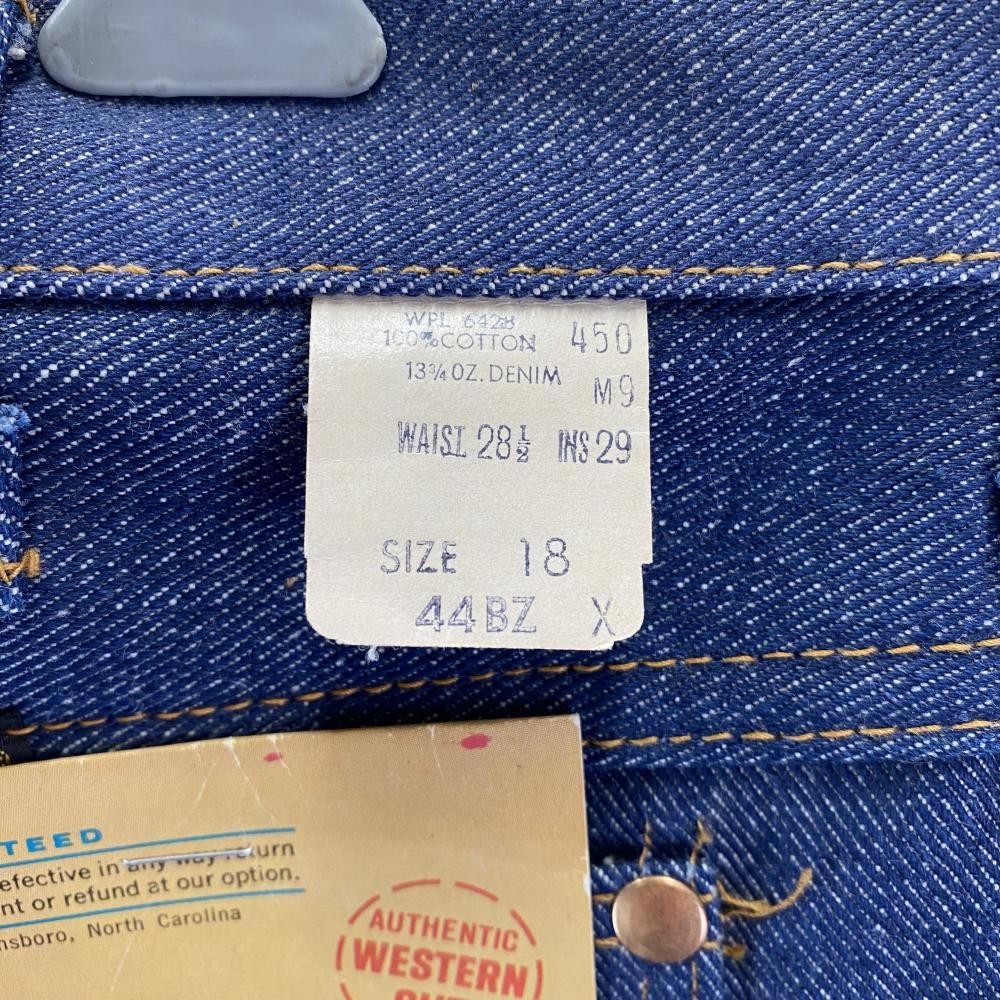 WPL 6428
100% COTTON 450
13¾ OZ. DENIM
M9
WAIST 28½ INS 29
SIZE 18
44BZ X
TEED
efective in any way return
nt or refund at our option.
nsboro, North Carolina
AUTHENTIC
WESTERN